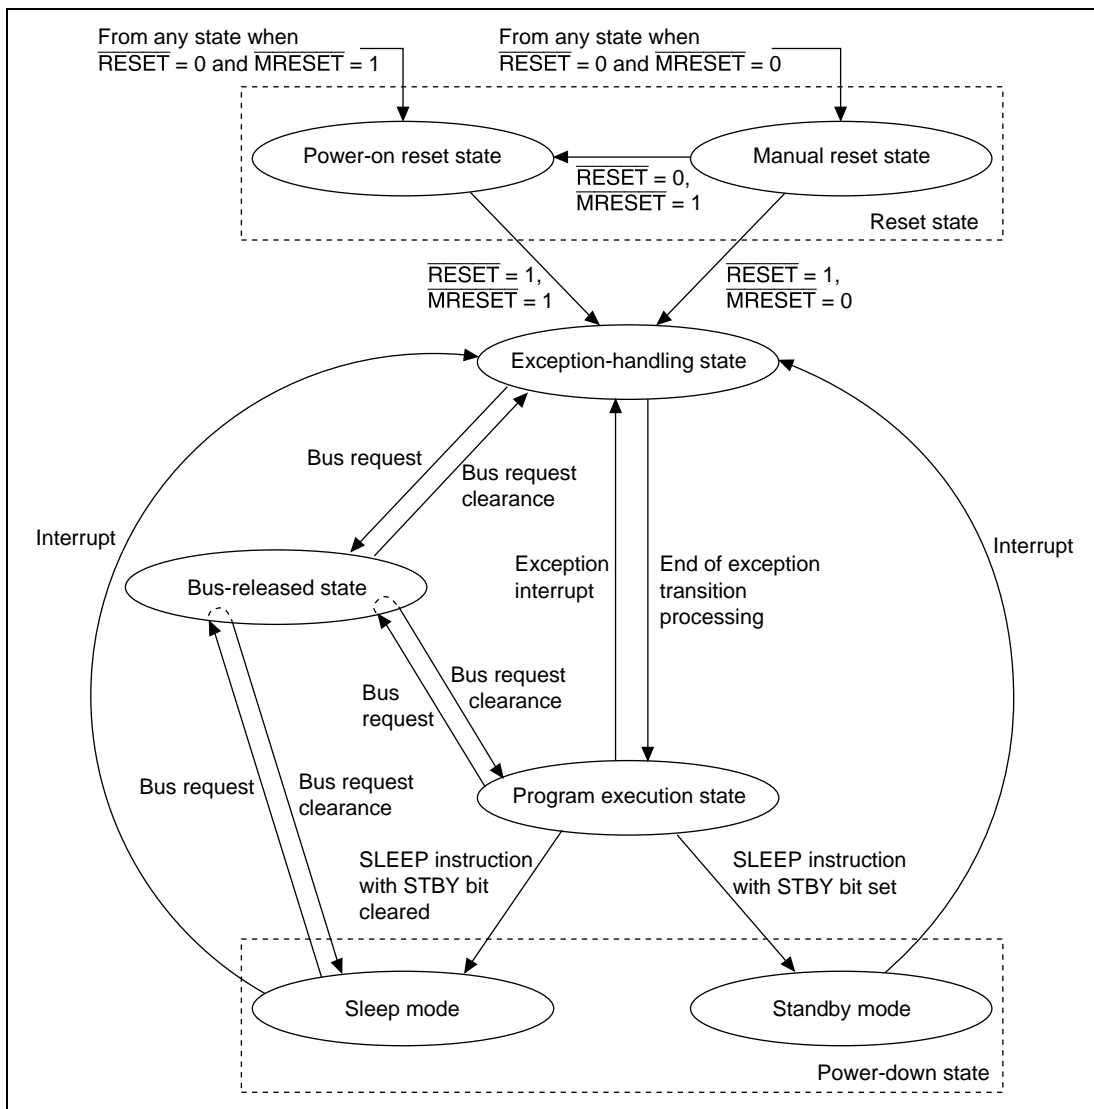 From any state when
RESET = 0 and MRESET = 1
From any state when
RESET = 0 and MRESET = 0
Power-on reset state
Manual reset state
RESET = 0,
MRESET = 1
Reset state
RESET = 1,
MRESET = 1
RESET = 1,
MRESET = 0
Exception-handling state
Bus request
Bus request
clearance
Interrupt
Exception
interrupt
End of exception
transition
processing
Interrupt
Bus-released state
Bus
request
Bus request
clearance
Bus request
Bus request
clearance
Program execution state
SLEEP instruction
with STBY bit
cleared
SLEEP instruction
with STBY bit set
Sleep mode
Standby mode
Power-down state